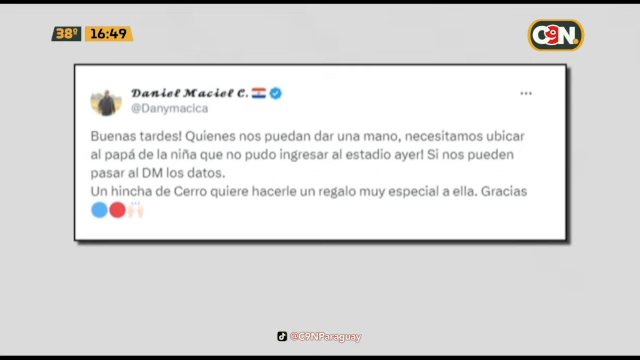 38º 16:49
C9N
Daniel Maciel C.
@Danymacica
Buenas tardes! Quienes nos puedan dar una mano, necesitamos ubicar
al papá de la niña que no pudo ingresar al estadio ayer! Si nos pueden
pasar al DM los datos.
Un hincha de Cerro quiere hacerle un regalo muy especial a ella. Gracias
🔵🔴🙌🏻
@C9NParaguay